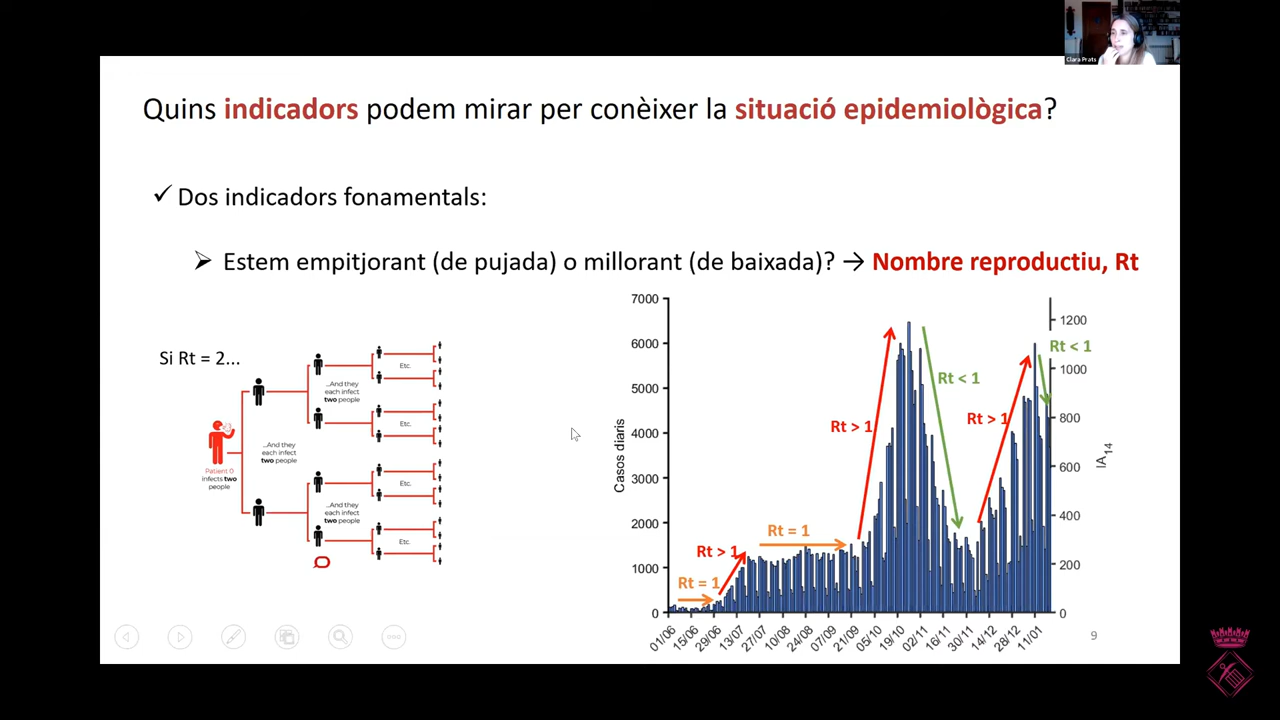 Clara Prats
Quins indicadors podem mirar per conèixer la situació epidemiològica?
Dos indicadors fonamentals:
Estem empitjorant (de pujada) o millorant (de baixada)? → Nombre reproductiu, Rt
Si Rt = 2...
Patient 0
infects two
people
...And they
each infect
two people
...And they
each infect
two people
...And they
each infect
two people
Etc.
Etc.
Etc.
Etc.
Casos diaris
7000
6000
5000
4000
3000
2000
1000
0
Rt = 1
Rt > 1
Rt = 1
Rt > 1
Rt < 1
Rt > 1
Rt < 1
1200
1000
800
600
400
200
0
IA14
01/06
15/06
29/06
13/07
27/07
10/08
24/08
07/09
21/09
05/10
19/10
02/11
16/11
30/11
14/12
28/12
11/01
9